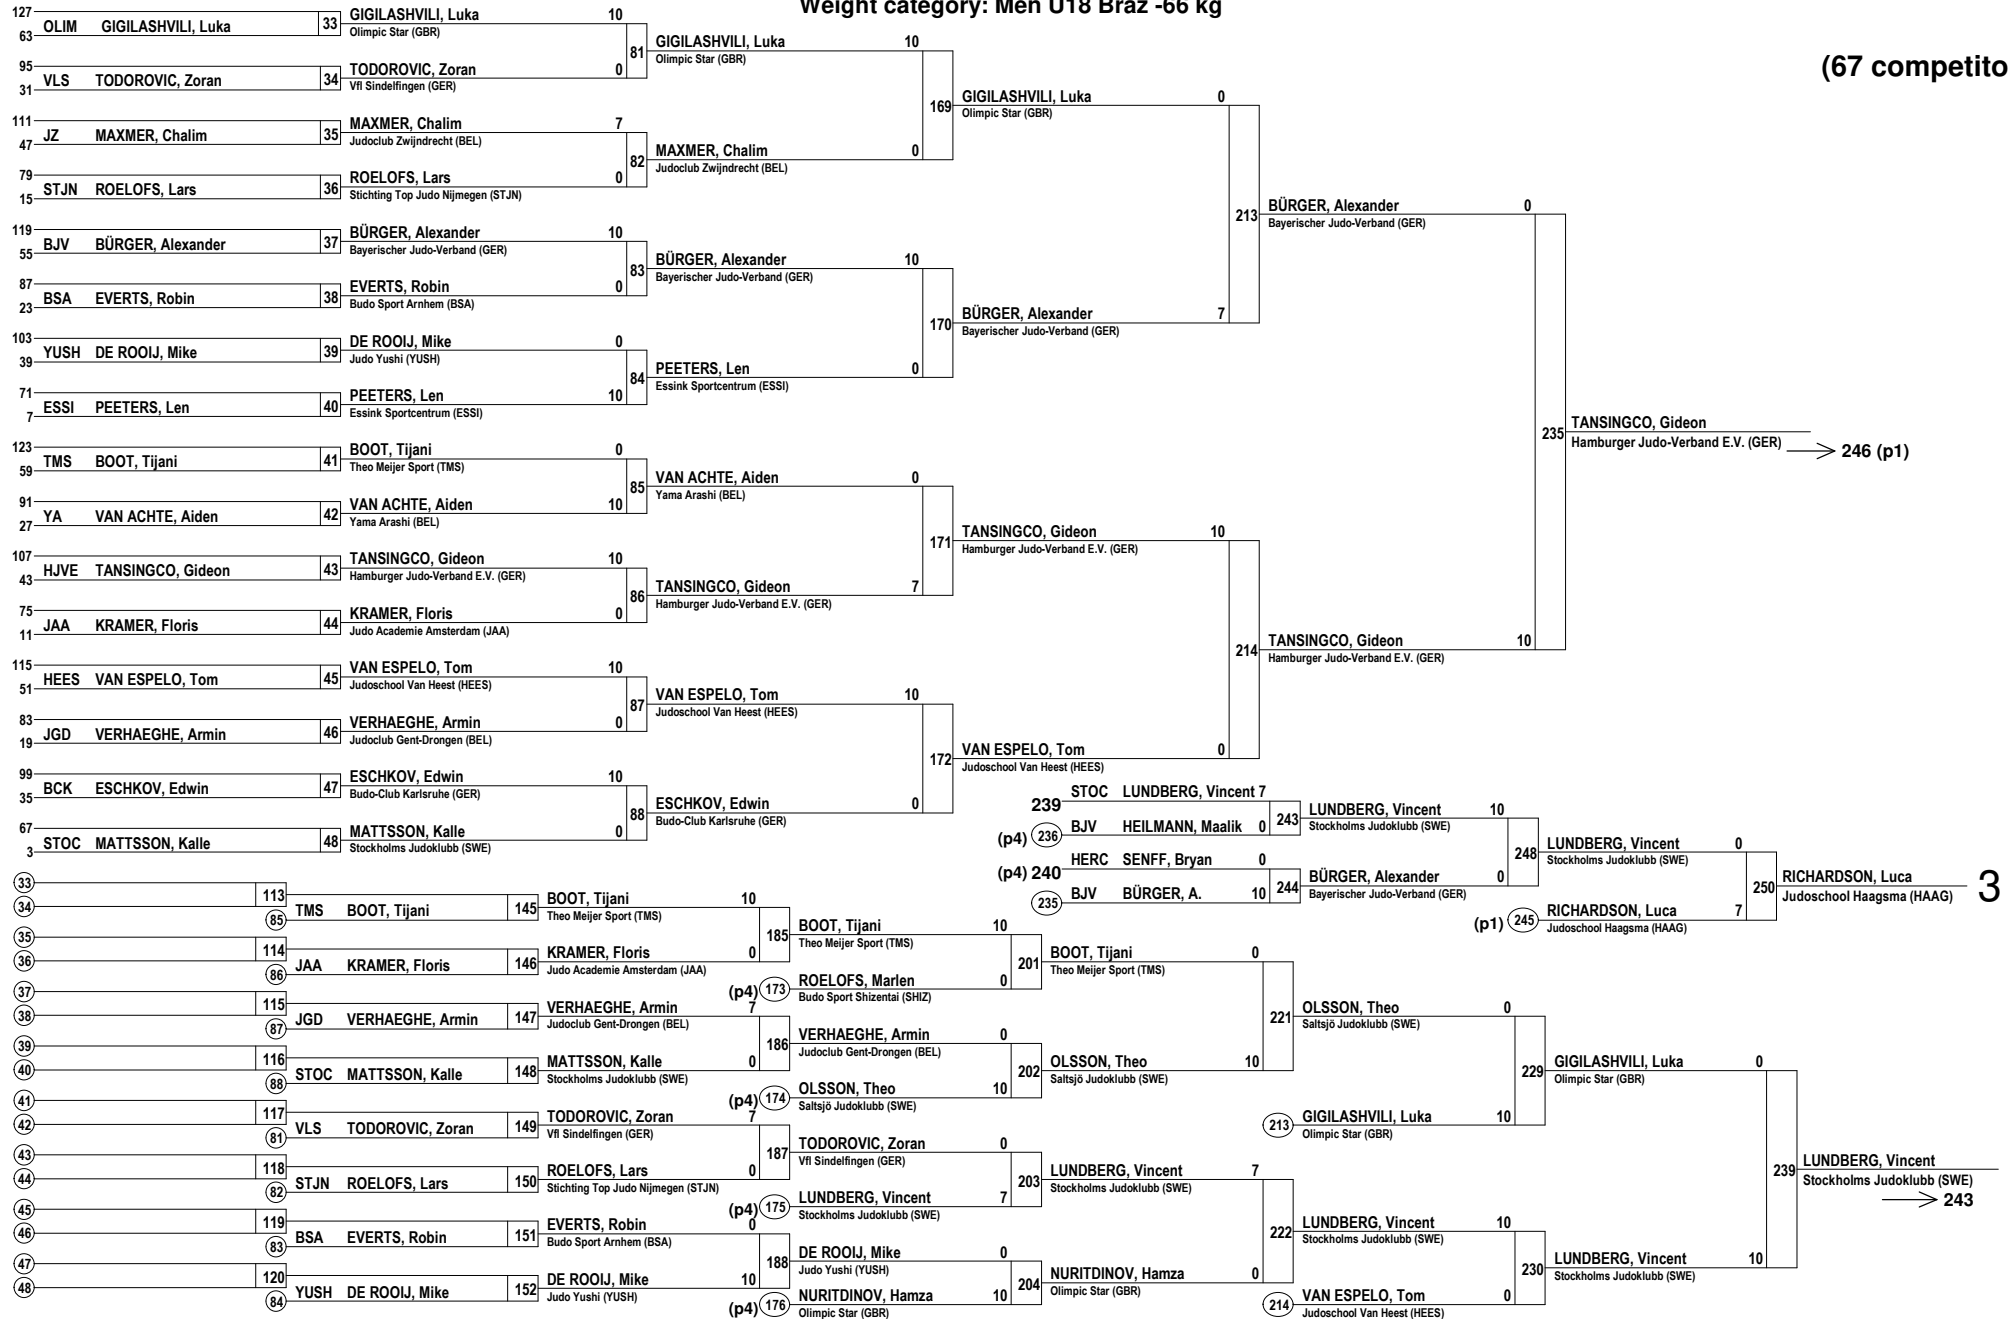 Weight category: Men U18 Braz -66 kg
(67 competito
127
63
OLIM GIGILASHVILI, Luka 33
95
31
VLS TODOROVIC, Zoran 34
111
47
JZ MAXMER, Chalim 35
79
15
STJN ROELOFS, Lars 36
119
55
BJV BÜRGER, Alexander 37
87
23
BSA EVERTS, Robin 38
103
39
YUSH DE ROOIJ, Mike 39
71
7
ESSI PEETERS, Len 40
123
59
TMS BOOT, Tijani 41
91
27
YA VAN ACHTE, Aiden 42
107
43
HJVE TANSINGCO, Gideon 43
75
11
JAA KRAMER, Floris 44
115
51
HEES VAN ESPELO, Tom 45
83
19
JGD VERHAEGHE, Armin 46
99
35
BCK ESCHKOV, Edwin 47
67
3
STOC MATTSSON, Kalle 48
GIGILASHVILI, Luka 10
Olimpic Star (GBR)
81
TODOROVIC, Zoran 0
Vfl Sindelfingen (GER)
MAXMER, Chalim 7
Judoclub Zwijndrecht (BEL)
82
ROELOFS, Lars 0
Stichting Top Judo Nijmegen (STJN)
BÜRGER, Alexander 10
Bayerischer Judo-Verband (GER)
83
EVERTS, Robin 0
Budo Sport Arnhem (BSA)
DE ROOIJ, Mike 0
Judo Yushi (YUSH)
84
PEETERS, Len 10
Essink Sportcentrum (ESSI)
BOOT, Tijani 0
Theo Meijer Sport (TMS)
85
VAN ACHTE, Aiden 10
Yama Arashi (BEL)
TANSINGCO, Gideon 10
Hamburger Judo-Verband E.V. (GER)
86
KRAMER, Floris 0
Judo Academie Amsterdam (JAA)
VAN ESPELO, Tom 10
Judoschool Van Heest (HEES)
87
VERHAEGHE, Armin 0
Judoclub Gent-Drongen (BEL)
ESCHKOV, Edwin 10
Budo-Club Karlsruhe (GER)
88
MATTSSON, Kalle 0
Stockholms Judoklubb (SWE)
GIGILASHVILI, Luka 10
Olimpic Star (GBR)
169
MAXMER, Chalim 0
Judoclub Zwijndrecht (BEL)
BÜRGER, Alexander 10
Bayerischer Judo-Verband (GER)
170
PEETERS, Len 0
Essink Sportcentrum (ESSI)
VAN ACHTE, Aiden 0
Yama Arashi (BEL)
171
TANSINGCO, Gideon 7
Hamburger Judo-Verband E.V. (GER)
VAN ESPELO, Tom 10
Judoschool Van Heest (HEES)
172
ESCHKOV, Edwin 0
Budo-Club Karlsruhe (GER)
GIGILASHVILI, Luka 0
Olimpic Star (GBR)
213
BÜRGER, Alexander 7
Bayerischer Judo-Verband (GER)
TANSINGCO, Gideon 10
Hamburger Judo-Verband E.V. (GER)
214
VAN ESPELO, Tom 0
Judoschool Van Heest (HEES)
BÜRGER, Alexander 0
Bayerischer Judo-Verband (GER)
235
TANSINGCO, Gideon 10
Hamburger Judo-Verband E.V. (GER)
TANSINGCO, Gideon
Hamburger Judo-Verband E.V. (GER)
246 (p1)
239 STOC LUNDBERG, Vincent 7
243
(p4) 236 BJV HEILMANN, Maalik 0
(p4) 240 HERC SENFF, Bryan 0
244
235 BJV BÜRGER, A. 10
LUNDBERG, Vincent 10
Stockholms Judoklubb (SWE)
248
BÜRGER, Alexander 0
Bayerischer Judo-Verband (GER)
LUNDBERG, Vincent 0
Stockholms Judoklubb (SWE)
250
(p1) 245 RICHARDSON, Luca 7
Judoschool Haagsma (HAAG)
RICHARDSON, Luca
Judoschool Haagsma (HAAG)
3
33
34
113
85 TMS BOOT, Tijani 145
35
36
114
86 JAA KRAMER, Floris 146
37
38
115
87 JGD VERHAEGHE, Armin 147
39
40
116
88 STOC MATTSSON, Kalle 148
41
42
117
81 VLS TODOROVIC, Zoran 149
43
44
118
82 STJN ROELOFS, Lars 150
45
46
119
83 BSA EVERTS, Robin 151
47
48
120
84 YUSH DE ROOIJ, Mike 152
BOOT, Tijani 10
Theo Meijer Sport (TMS)
185
KRAMER, Floris 0
Judo Academie Amsterdam (JAA)
VERHAEGHE, Armin 7
Judoclub Gent-Drongen (BEL)
186
MATTSSON, Kalle 0
Stockholms Judoklubb (SWE)
TODOROVIC, Zoran 7
Vfl Sindelfingen (GER)
187
ROELOFS, Lars 0
Stichting Top Judo Nijmegen (STJN)
EVERTS, Robin 0
Budo Sport Arnhem (BSA)
188
DE ROOIJ, Mike 10
Judo Yushi (YUSH)
BOOT, Tijani 10
Theo Meijer Sport (TMS)
201
(p4) 173 ROELOFS, Marlen 0
Budo Sport Shizentai (SHIZ)
VERHAEGHE, Armin 0
Judoclub Gent-Drongen (BEL)
202
(p4) 174 OLSSON, Theo 10
Saltsjö Judoklubb (SWE)
TODOROVIC, Zoran 0
Vfl Sindelfingen (GER)
203
(p4) 175 LUNDBERG, Vincent 7
Stockholms Judoklubb (SWE)
DE ROOIJ, Mike 0
Judo Yushi (YUSH)
204
(p4) 176 NURITDINOV, Hamza 10
Olimpic Star (GBR)
BOOT, Tijani 0
Theo Meijer Sport (TMS)
221
OLSSON, Theo 10
Saltsjö Judoklubb (SWE)
LUNDBERG, Vincent 7
Stockholms Judoklubb (SWE)
222
NURITDINOV, Hamza 0
Olimpic Star (GBR)
OLSSON, Theo 0
Saltsjö Judoklubb (SWE)
229
213 GIGILASHVILI, Luka 10
Olimpic Star (GBR)
LUNDBERG, Vincent 10
Stockholms Judoklubb (SWE)
230
214 VAN ESPELO, Tom 0
Judoschool Van Heest (HEES)
GIGILASHVILI, Luka 0
Olimpic Star (GBR)
239
LUNDBERG, Vincent 10
Stockholms Judoklubb (SWE)
LUNDBERG, Vincent
Stockholms Judoklubb (SWE)
243